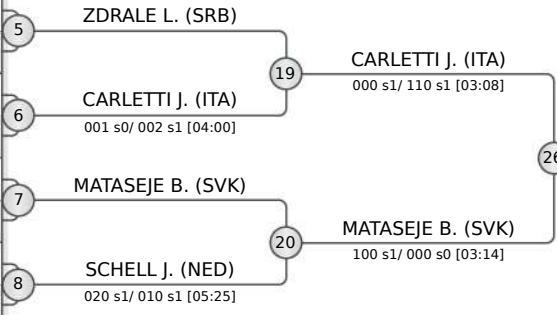 ZDRALE L. (SRB)
5
19
CARLETTI J. (ITA)
000 s1/ 110 s1 [03:08]
CARLETTI J. (ITA)
6
001 s0/ 002 s1 [04:00]
26
MATASEJE B. (SVK)
7
20
MATASEJE B. (SVK)
100 s1/ 000 s0 [03:14]
SCHELL J. (NED)
8
020 s1/ 010 s1 [05:25]